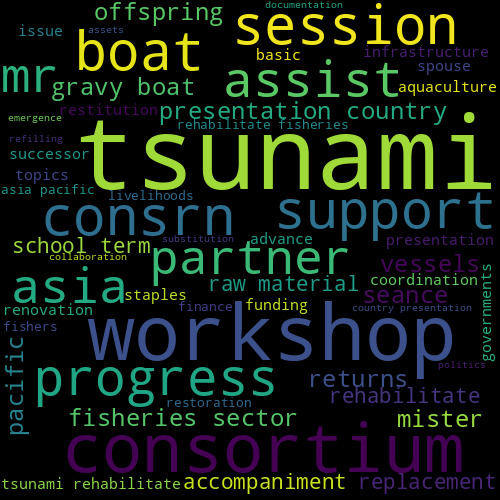 documentation
offspring
session
issue
assets
boat
basic
infrastructure
mr
spouse
gravy boat
assist
aquaculture
restitution
presentation country
emergence
rehabilitate fisheries
tsunami
refilling
successor
topics
asia pacific
livelihoods
consrn
support
substitution
advance
presentation
school term
partner
collaboration
vessels
asia
raw material
coordination
staples
seance
renovation
finance
funding
country presentation
governments
fishers
workshop
pacific
progress
politics
returns
rehabilitate
restoration
fisheries sector
mister
consortium
tsunami rehabilitate
accompaniment
replacement